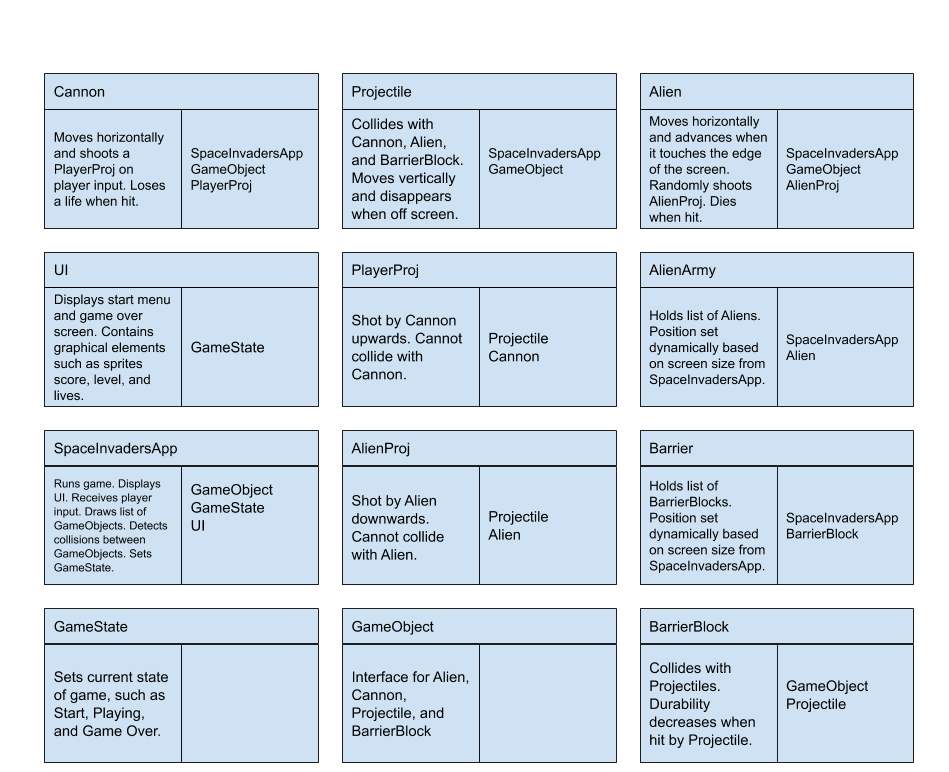 Cannon
Moves horizontally
and shoots a
PlayerProj on
player input. Loses
a life when hit.
SpaceInvadersApp
GameObject
PlayerProj
Projectile
Collides with
Cannon, Alien,
and BarrierBlock.
Moves vertically
and disappears
when off screen.
SpaceInvadersApp
GameObject
Alien
Moves horizontally
and advances when
it touches the edge
of the screen.
Randomly shoots
AlienProj. Dies
when hit.
SpaceInvadersApp
GameObject
AlienProj
UI
Displays start menu
and game over
screen. Contains
graphical elements
such as sprites
score, level, and
lives.
GameState
PlayerProj
Shot by Cannon
upwards. Cannot
collide with
Cannon.
Projectile
Cannon
AlienArmy
Holds list of Aliens.
Position set
dynamically based
on screen size from
SpaceInvadersApp.
SpaceInvadersApp
Alien
SpaceInvadersApp
Runs game. Displays
UI. Receives player
input. Draws list of
GameObjects. Detects
collisions between
GameObjects. Sets
GameState.
GameObject
GameState
UI
AlienProj
Shot by Alien
downwards.
Cannot collide
with Alien.
Projectile
Alien
Barrier
Holds list of
BarrierBlocks.
Position set
dynamically based
on screen size from
SpaceInvadersApp.
SpaceInvadersApp
BarrierBlock
GameState
Sets current state
of game, such as
Start, Playing,
and Game Over.
GameObject
Interface for Alien,
Cannon,
Projectile, and
BarrierBlock
BarrierBlock
Collides with
Projectiles.
Durability
decreases when
hit by Projectile.
GameObject
Projectile